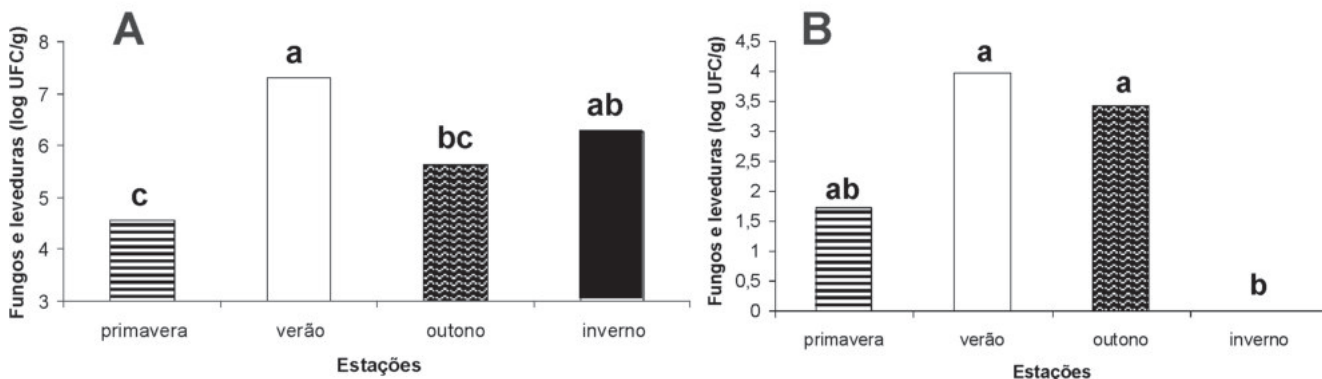 A
Fungos e leveduras (log UFC/g)
8
7
6
5
4
3
c
a
bc
ab
primavera
verão
outono
inverno
Estações
B
Fungos e leveduras (log UFC/g)
4,5
4
3,5
3
2,5
2
1,5
1
0,5
0
ab
a
a
b
primavera
verão
outono
inverno
Estações